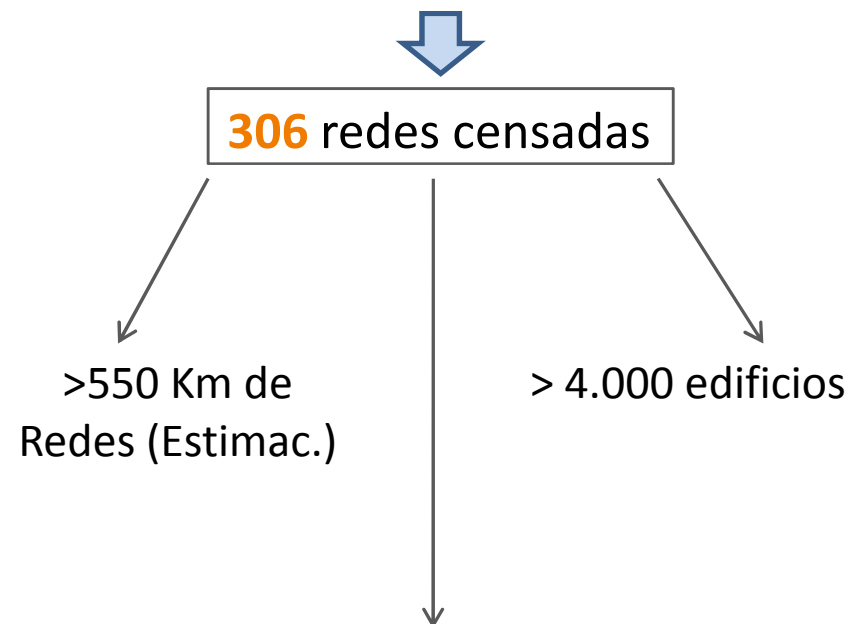 306 redes censadas
>550 Km de
Redes (Estimac.)
> 4.000 edificios